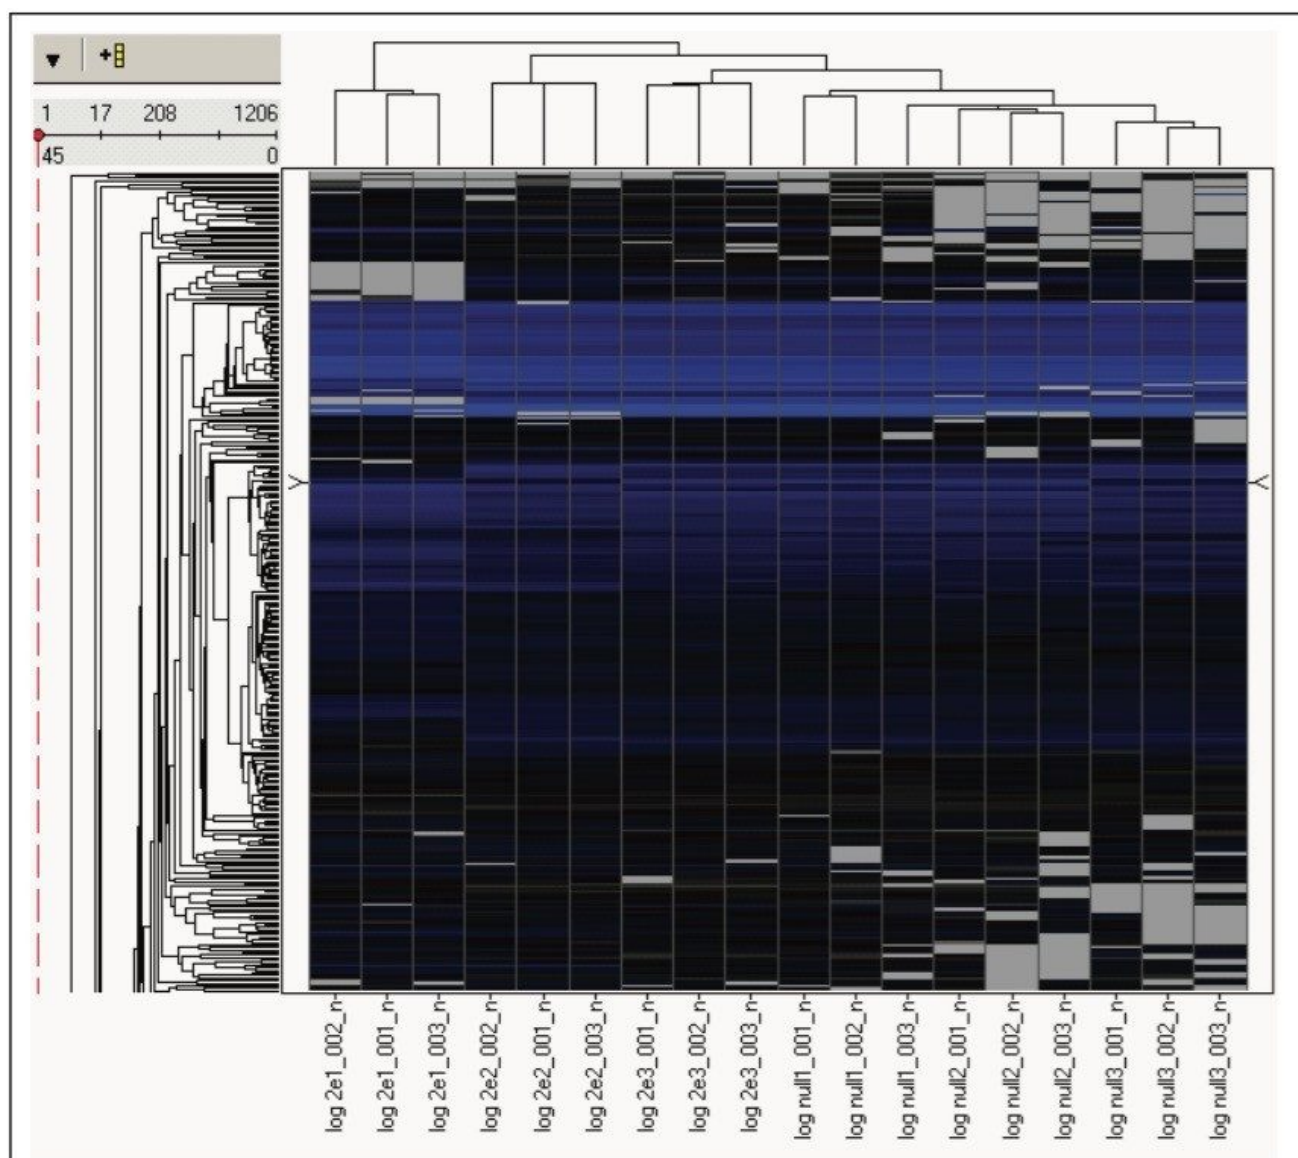 1 17 208 1206
45 0
log 2e1_002_n
log 2e1_001_n
log 2e1_003_n
log 2e2_002_n
log 2e2_001_n
log 2e2_003_n
log 2e3_001_n
log 2e3_002_n
log 2e3_003_n
log null1_001_n
log null1_002_n
log null1_003_n
log null2_001_n
log null2_002_n
log null2_003_n
log null3_001_n
log null3_002_n
log null3_003_n